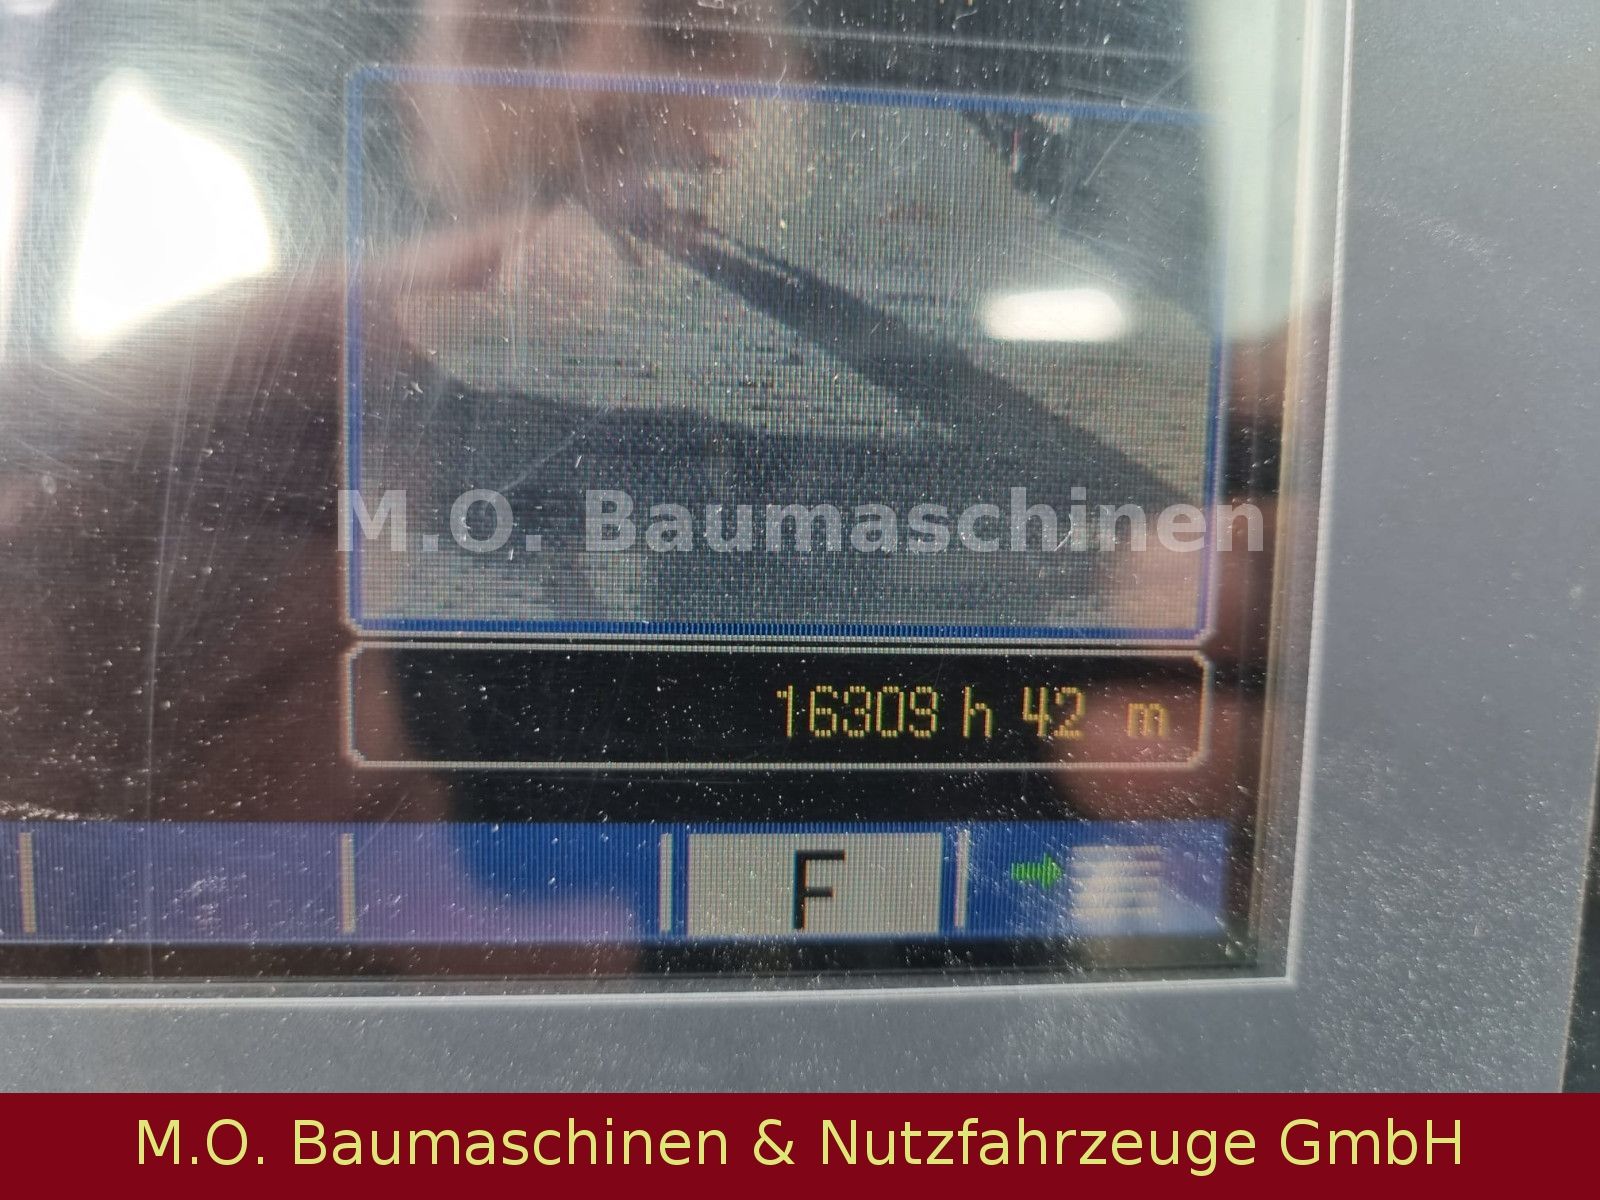 M.O. Baumaschinen
16309 h 42 m
F
M.O. Baumaschinen & Nutzfahrzeuge GmbH